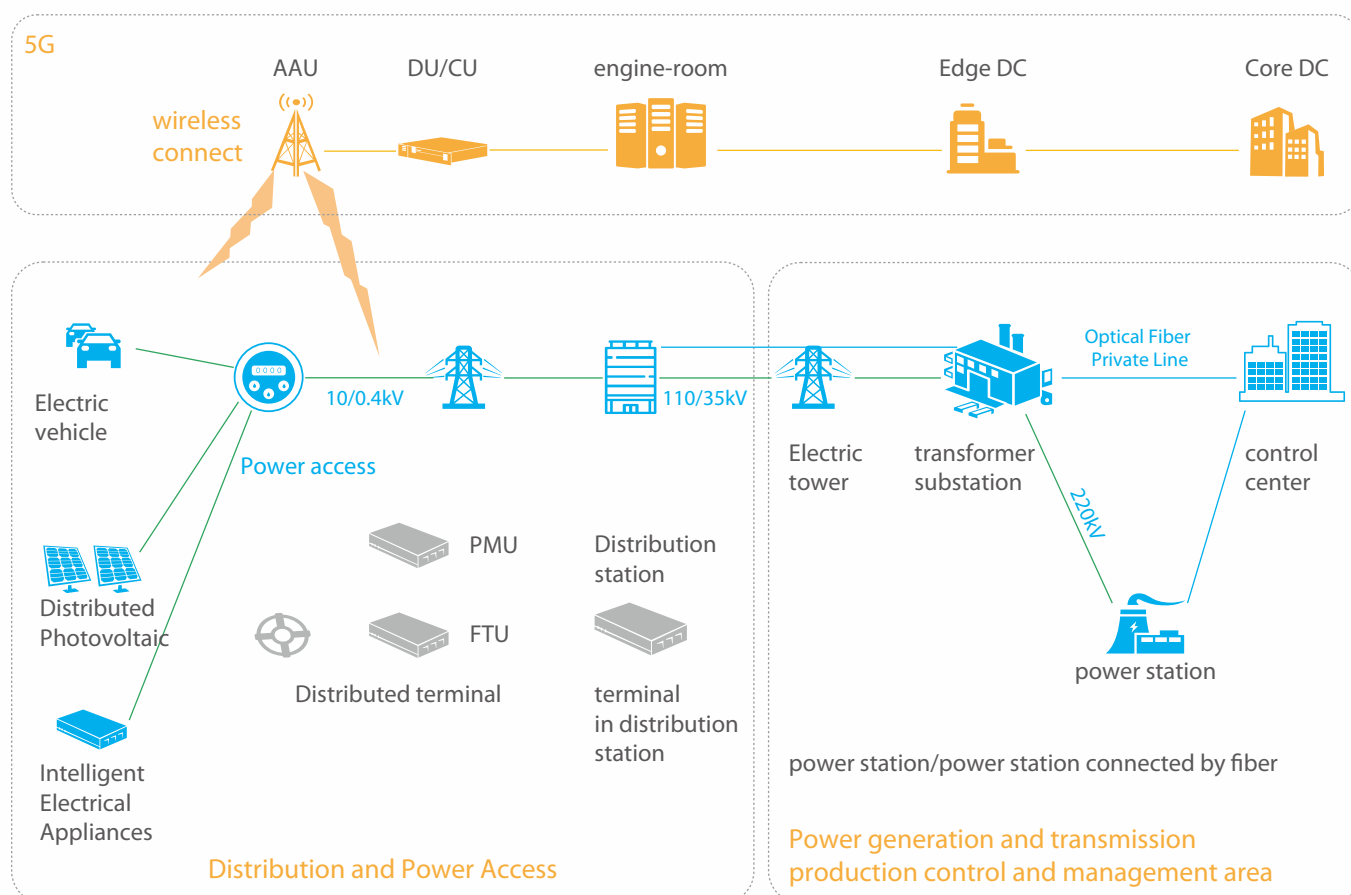 5G
AAU
DU/CU
engine-room
Edge DC
Core DC
wireless
connect
Electric
vehicle
0000
10/0.4kV
110/35kV
Optical Fiber
Private Line
Power access
Electric
tower
transformer
substation
control
center
220kV
PMU
Distribution
station
Distributed
Photovoltaic
FTU
Distributed terminal
terminal
in distribution
station
power station
Intelligent
Electrical
Appliances
power station/power station connected by fiber
Distribution and Power Access
Power generation and transmission
production control and management area